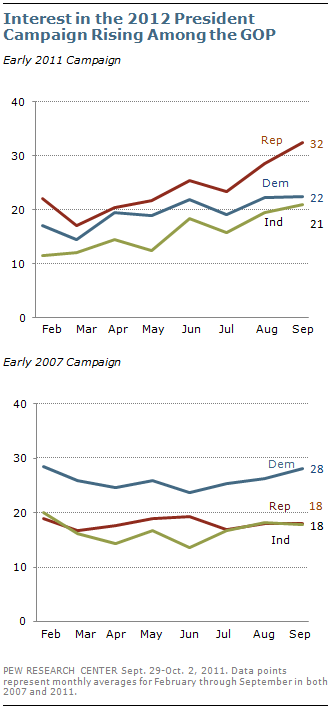 Interest in the 2012 President
Campaign Rising Among the GOP
Early 2011 Campaign
40
30
20
10
0
Rep
32
Dem
22
Ind
21
Feb Mar Apr May Jun Jul Aug Sep
Early 2007 Campaign
40
30
20
10
0
Dem
28
Rep
18
18
Ind
Feb Mar Apr May Jun Jul Aug Sep
PEW RESEARCH CENTER Sept. 29-Oct. 2, 2011. Data points
represent monthly averages for February through September in both
2007 and 2011.